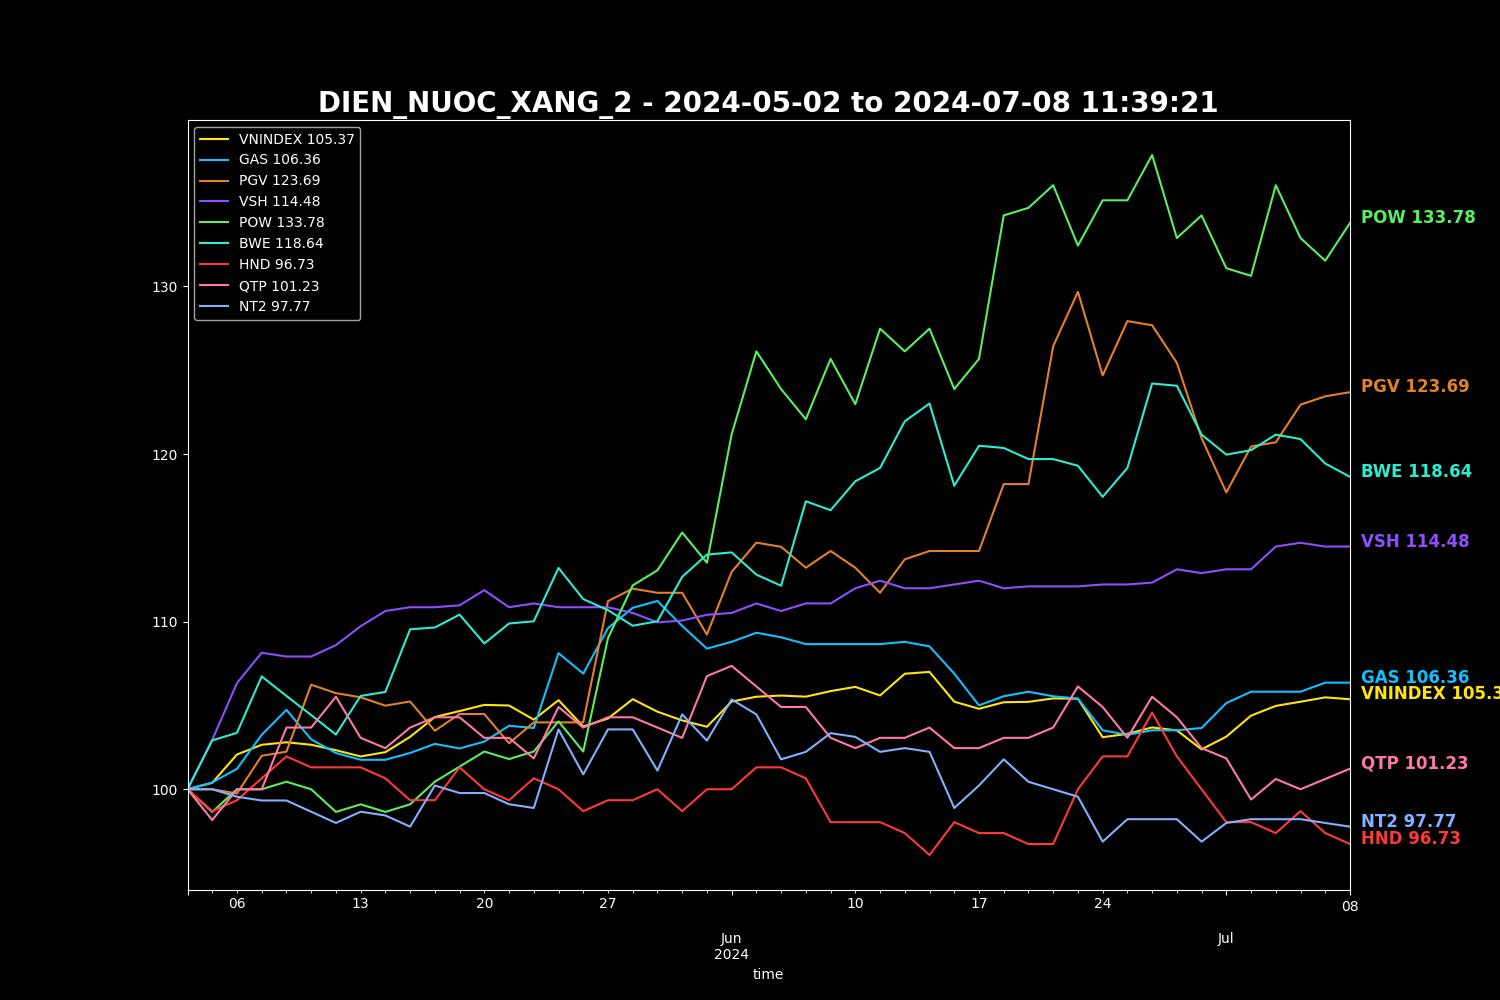 DIEN_NUOC_XANG_2 - 2024-05-02 to 2024-07-08 11:39:21
VNINDEX 105.37
GAS 106.36
PGV 123.69
VSH 114.48
POW 133.78
BWE 118.64
HND 96.73
QTP 101.23
NT2 97.77
130
120
110
100
POW 133.78
PGV 123.69
BWE 118.64
VSH 114.48
GAS 106.36
VNINDEX 105.3
QTP 101.23
NT2 97.77
HND 96.73
06 13 20 27 10 17 24 08
Jun Jul
2024
time